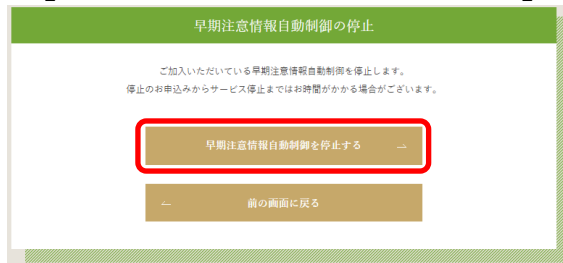 早期注意情報自動制御の停止
ご加入いただいている早期注意情報自動制御を停止します。
停止のお申込みからサービス停止まではお時間がかかる場合がございます。
早期注意情報自動制御を停止する
前の画面に戻る